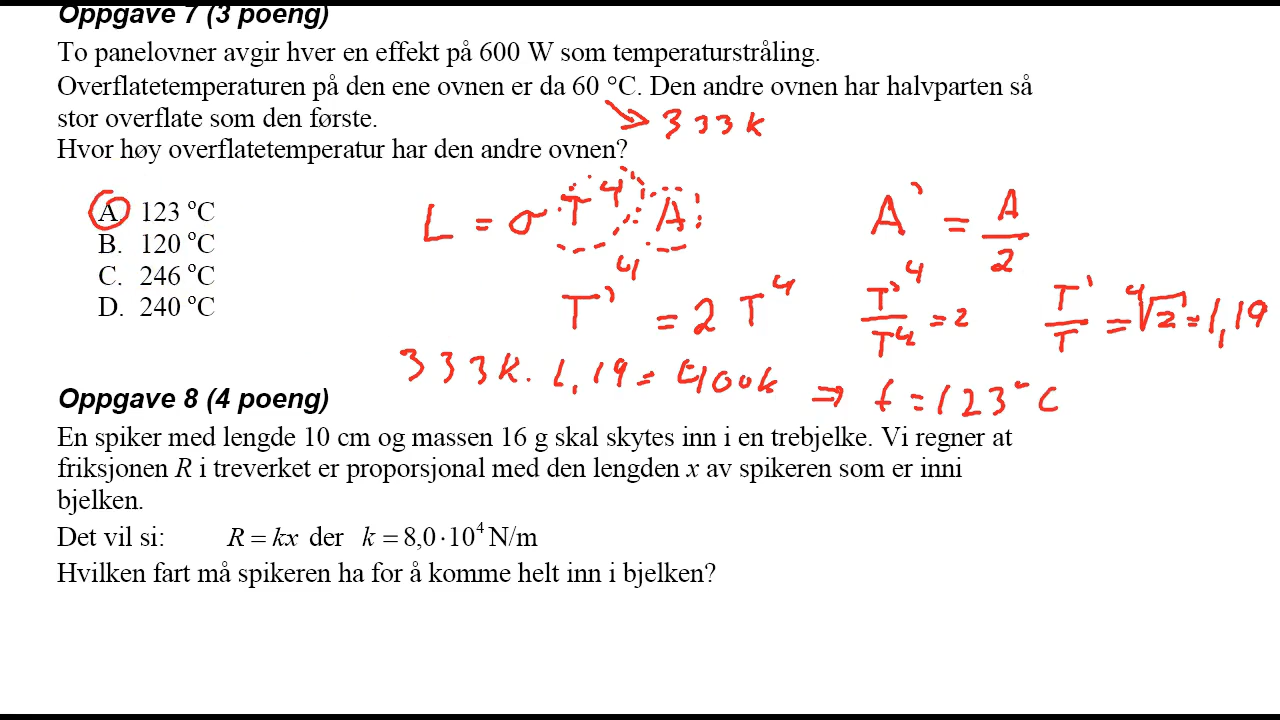 Oppgave 7 (3 poeng)
To panelovner avgir hver en effekt på 600 W som temperaturstråling.
Overflatetemperaturen på den ene ovnen er da 60 °C. Den andre ovnen har halvparten så
stor overflate som den første.
→ 333K
Hvor høy overflatetemperatur har den andre ovnen?
A. 123 °C
B. 120 °C
C. 246 °C
D. 240 °C
L = σ T⁴ A
A' = A/2
T'⁴ = 2 T⁴
T'⁴/T⁴ = 2
T'/T = ⁴√2 = 1,19
333K · 1,19 = 400K ⇒ t = 123°C
Oppgave 8 (4 poeng)
En spiker med lengde 10 cm og massen 16 g skal skytes inn i en trebjelke. Vi regner at
friksjonen R i treverket er proporsjonal med den lengden x av spikeren som er inni
bjelken.
Det vil si: R = kx der k = 8,0·10⁴ N/m
Hvilken fart må spikeren ha for å komme helt inn i bjelken?